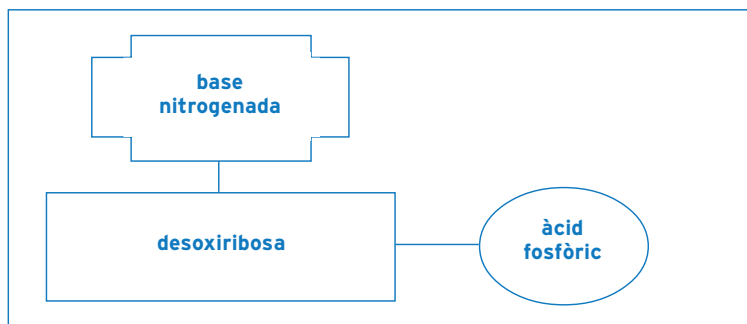 base
nitrogenada
desoxiribosa
àcid
fosfòric